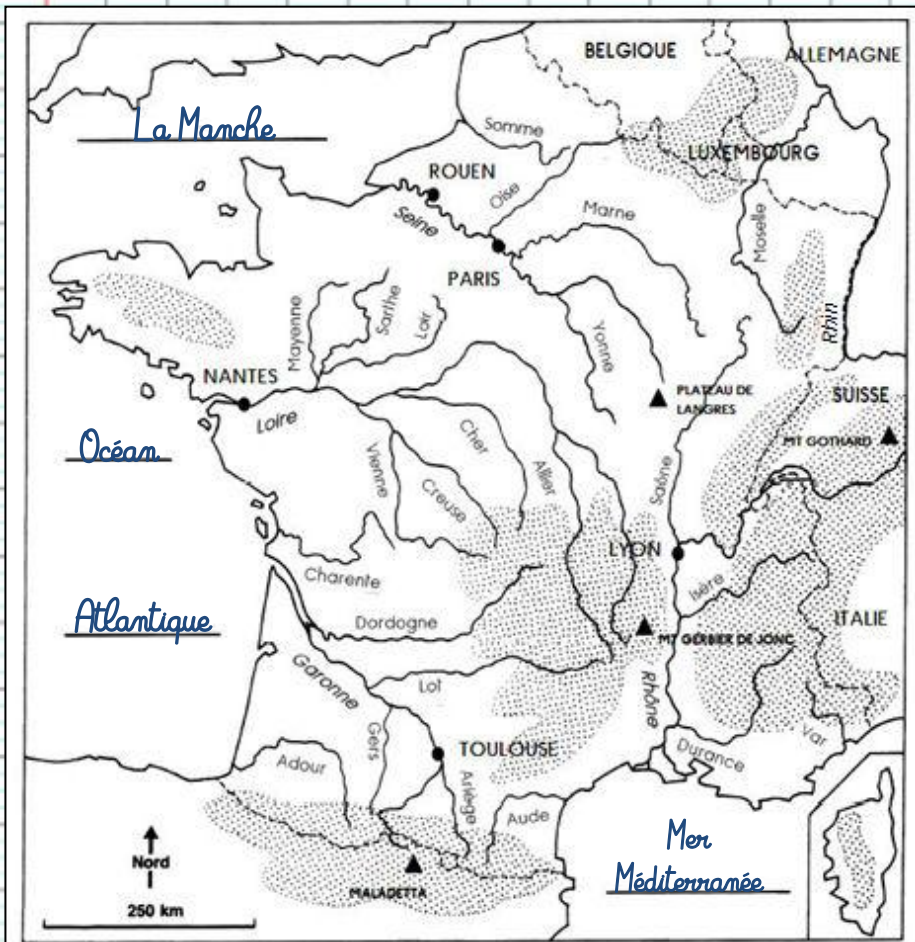 BELGIQUE
ALLEMAGNE
La Manche
Somme
LUXEMBOURG
ROUEN
Oise
Marne
Seine
Moselle
PARIS
Sarthe
Loir
Mayenne
Yonne
Rhin
NANTES
PLATEAU DE
LANGRES
SUISSE
Loire
Océan
Cher
MT GOTHARD
Vienne
Allier
Saône
Creuse
LYON
Charente
Isère
Atlantique
Dordogne
ITALIE
MT GERBIER DE JONC
Garonne
Lot
Rhône
Gers
TOULOUSE
Var
Durance
Adour
Ariège
Aude
Mer
Méditerranée
Nord
MALADETTA
250 km